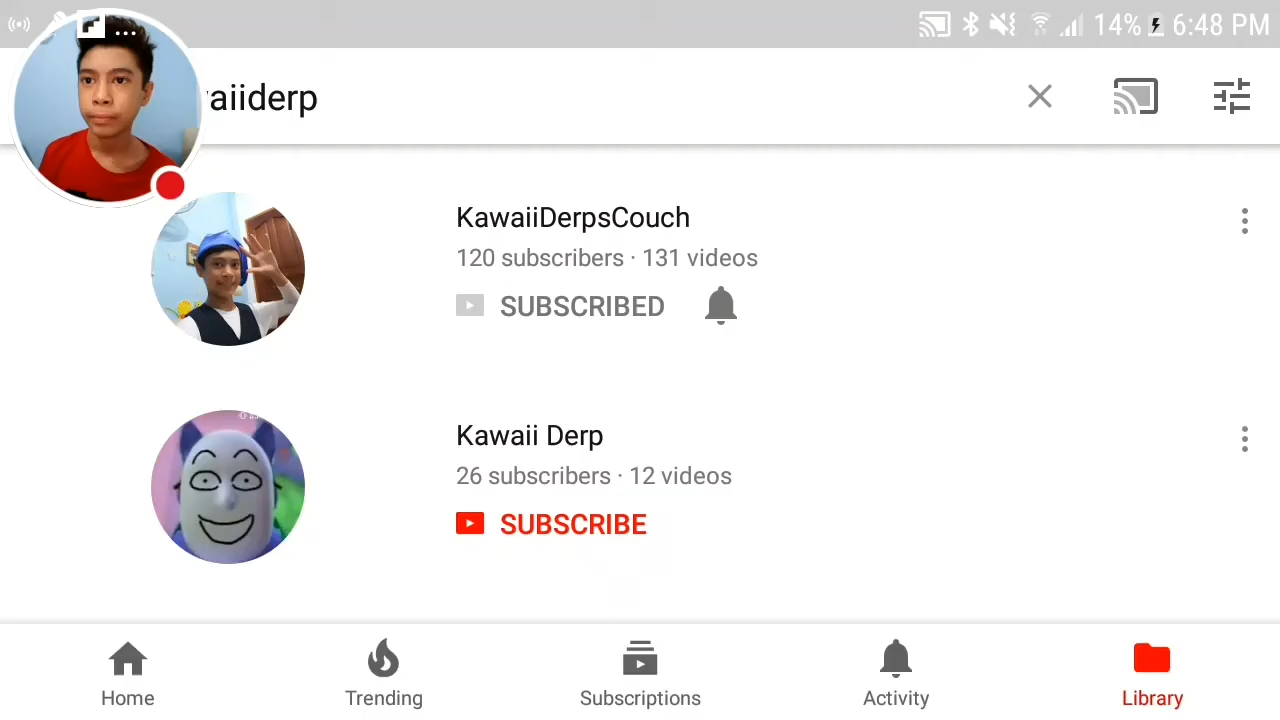 ... 14% 6:48 PM
aiiderp
KawaiiDerpsCouch
120 subscribers · 131 videos
SUBSCRIBED
Kawaii Derp
26 subscribers · 12 videos
SUBSCRIBE
Home Trending Subscriptions Activity Library